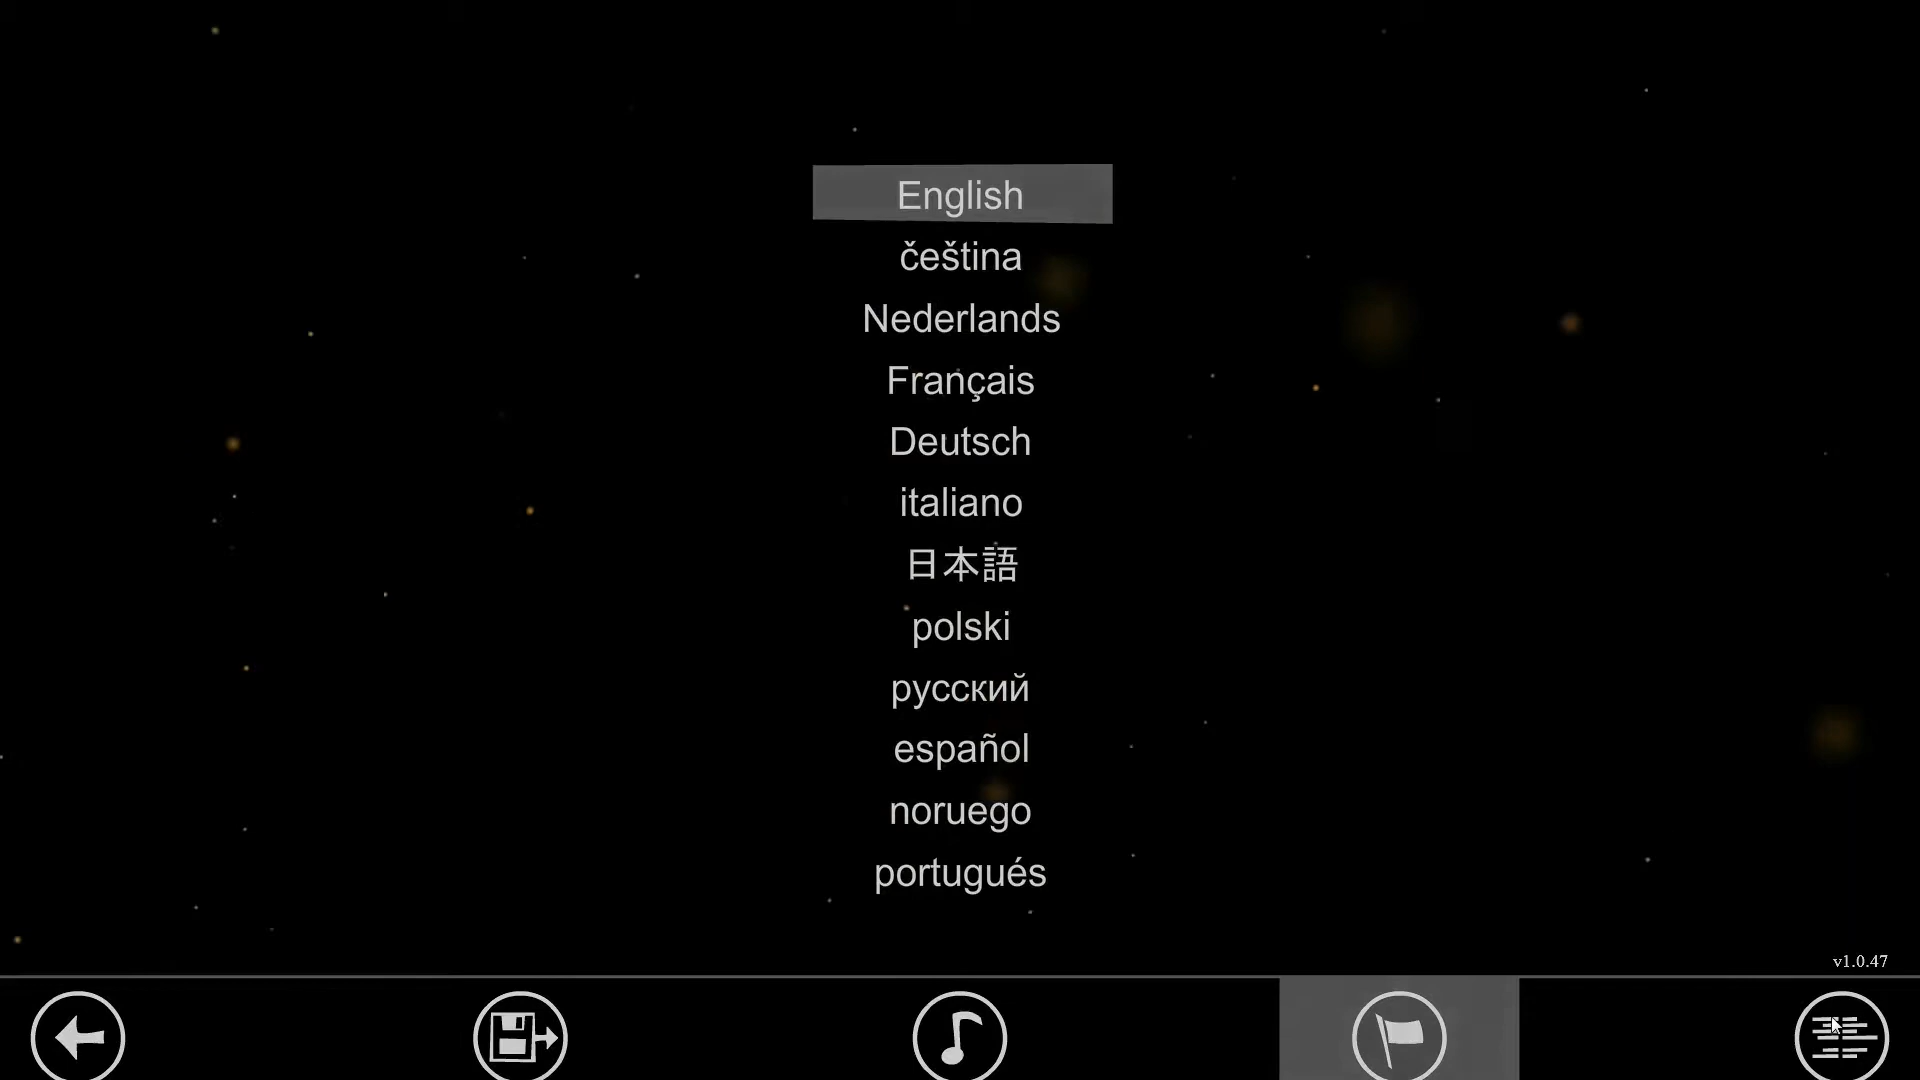 English
čeština
Nederlands
Français
Deutsch
italiano
日本語
polski
русский
español
noruego
portugués
v1.0.47